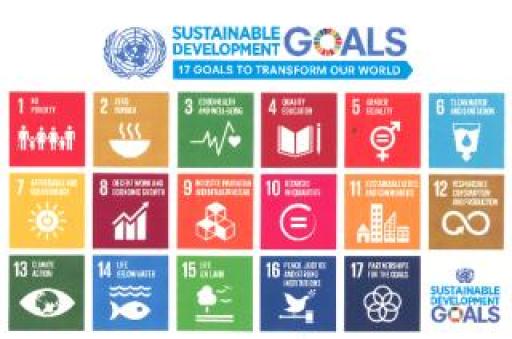 SUSTAINABLE
DEVELOPMENT
GOALS
17 GOALS TO TRANSFORM OUR WORLD
1 NO
POVERTY
2 ZERO
HUNGER
3 GOOD HEALTH
AND WELL-BEING
4 QUALITY
EDUCATION
5 GENDER
EQUALITY
6 CLEAN WATER
AND SANITATION
7 AFFORDABLE AND
CLEAN ENERGY
8 DECENT WORK AND
ECONOMIC GROWTH
9 INDUSTRY, INNOVATION
AND INFRASTRUCTURE
10 REDUCED
INEQUALITIES
11 SUSTAINABLE CITIES
AND COMMUNITIES
12 RESPONSIBLE
CONSUMPTION
AND PRODUCTION
13 CLIMATE
ACTION
14 LIFE
BELOW WATER
15 LIFE
ON LAND
16 PEACE, JUSTICE
AND STRONG
INSTITUTIONS
17 PARTNERSHIPS
FOR THE GOALS
SUSTAINABLE
DEVELOPMENT
GOALS